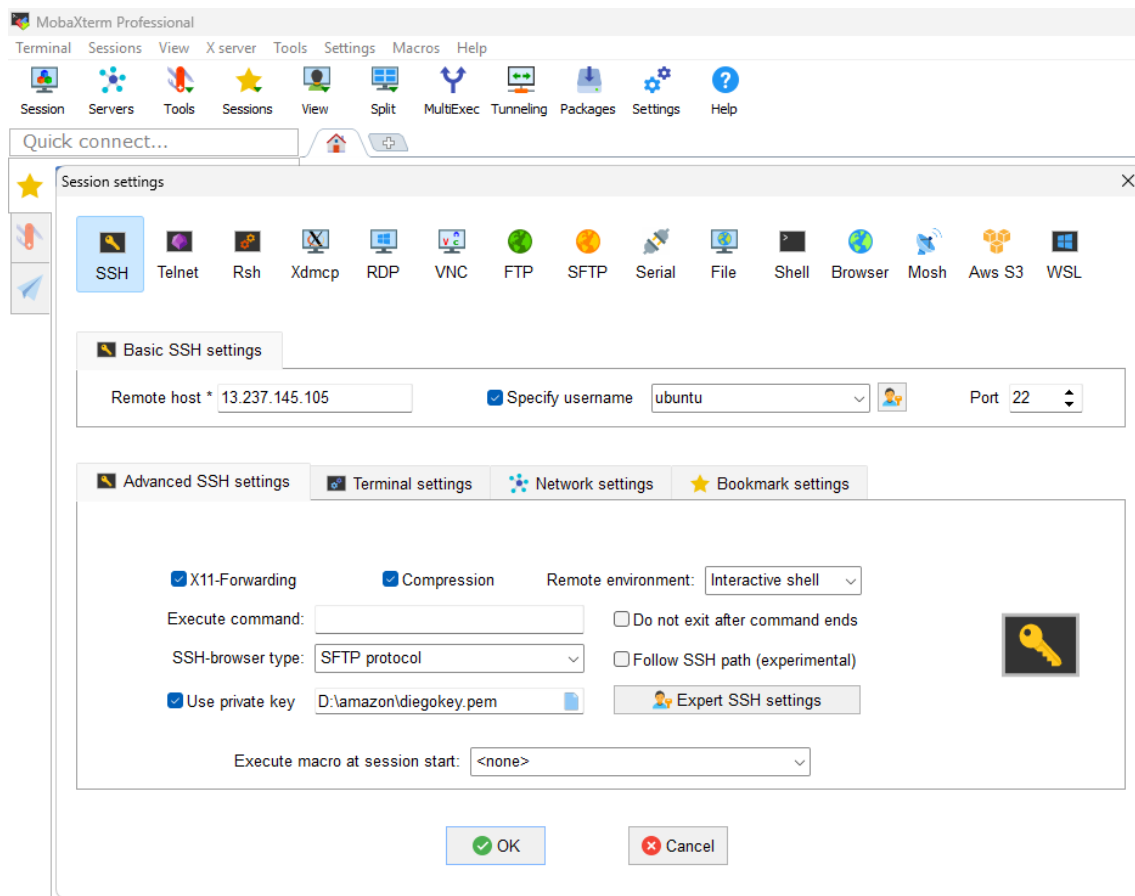 MobaXterm Professional
Terminal Sessions View X server Tools Settings Macros Help
Session Servers Tools Sessions View Split MultiExec Tunneling Packages Settings Help
Quick connect...
Session settings
SSH Telnet Rsh Xdmcp RDP VNC FTP SFTP Serial File Shell Browser Mosh Aws S3 WSL
Basic SSH settings
Remote host * 13.237.145.105 Specify username ubuntu Port 22
Advanced SSH settings Terminal settings Network settings Bookmark settings
X11-Forwarding Compression Remote environment: Interactive shell
Execute command: Do not exit after command ends
SSH-browser type: SFTP protocol Follow SSH path (experimental)
Use private key D:\amazon\diegokey.pem Expert SSH settings
Execute macro at session start: <none>
OK Cancel